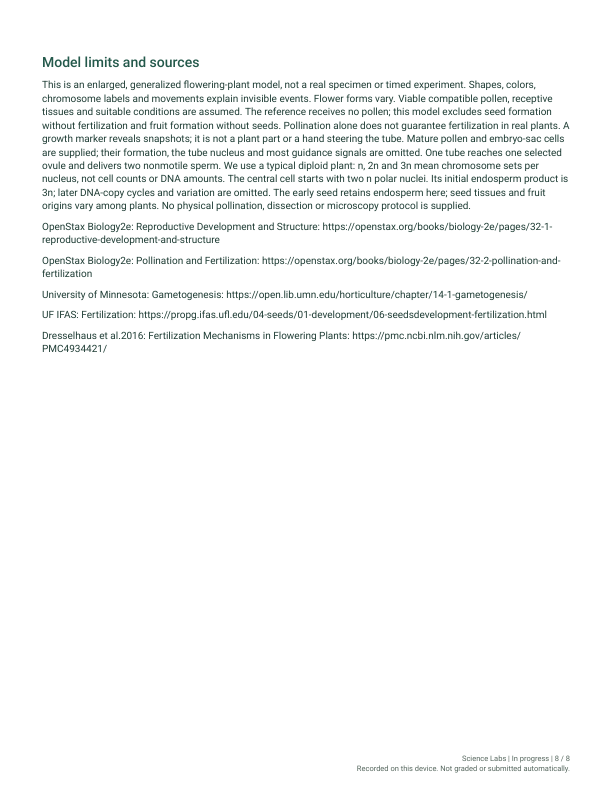 Model limits and sources
This is an enlarged, generalized flowering-plant model, not a real specimen or timed experiment. Shapes, colors,
chromosome labels and movements explain invisible events. Flower forms vary. Viable compatible pollen, receptive
tissues and suitable conditions are assumed. The reference receives no pollen; this model excludes seed formation
without fertilization and fruit formation without seeds. Pollination alone does not guarantee fertilization in real plants. A
growth marker reveals snapshots; it is not a plant part or a hand steering the tube. Mature pollen and embryo-sac cells
are supplied; their formation, the tube nucleus and most guidance signals are omitted. One tube reaches one selected
ovule and delivers two nonmotile sperm. We use a typical diploid plant: n, 2n and 3n mean chromosome sets per
nucleus, not cell counts or DNA amounts. The central cell starts with two n polar nuclei. Its initial endosperm product is
3n; later DNA-copy cycles and variation are omitted. The early seed retains endosperm here; seed tissues and fruit
origins vary among plants. No physical pollination, dissection or microscopy protocol is supplied.
OpenStax Biology2e: Reproductive Development and Structure: https://openstax.org/books/biology-2e/pages/32-1-
reproductive-development-and-structure
OpenStax Biology2e: Pollination and Fertilization: https://openstax.org/books/biology-2e/pages/32-2-pollination-and-
fertilization
University of Minnesota: Gametogenesis: https://open.lib.umn.edu/horticulture/chapter/14-1-gametogenesis/
UF IFAS: Fertilization: https://propg.ifas.ufl.edu/04-seeds/01-development/06-seedsdevelopment-fertilization.html
Dresselhaus et al.2016: Fertilization Mechanisms in Flowering Plants: https://pmc.ncbi.nlm.nih.gov/articles/
PMC4934421/
Science Labs | In progress | 8 / 8
Recorded on this device. Not graded or submitted automatically.